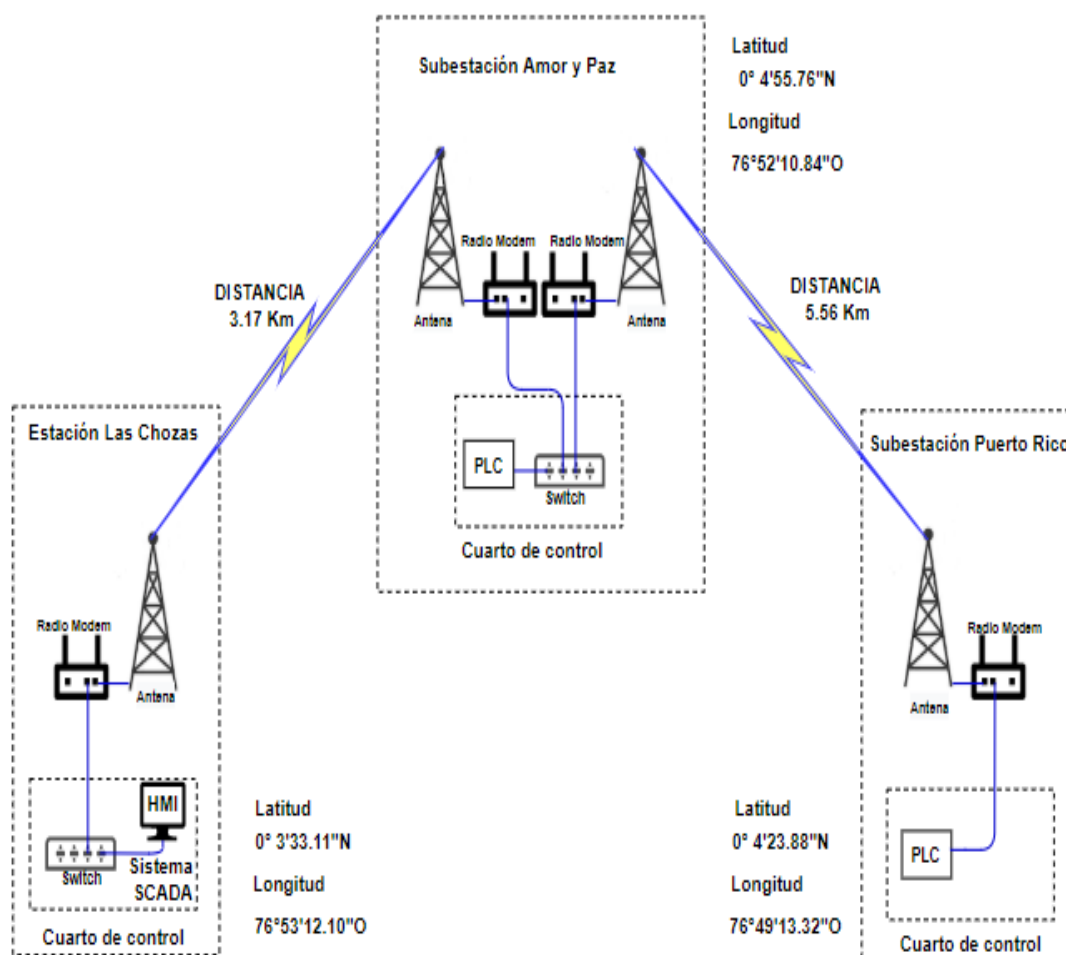 Subestación Amor y Paz
Latitud
0° 4'55.76"N
Longitud
76°52'10.84"O
Radio Modem
Radio Modem
Antena
Antena
DISTANCIA
3.17 Km
DISTANCIA
5.56 Km
PLC
Switch
Cuarto de control
Estación Las Chozas
Radio Modem
Antena
HMI
Switch
Sistema
SCADA
Cuarto de control
Latitud
0° 3'33.11"N
Longitud
76°53'12.10"O
Subestación Puerto Rico
Radio Modem
Antena
PLC
Cuarto de control
Latitud
0° 4'23.88"N
Longitud
76°49'13.32"O